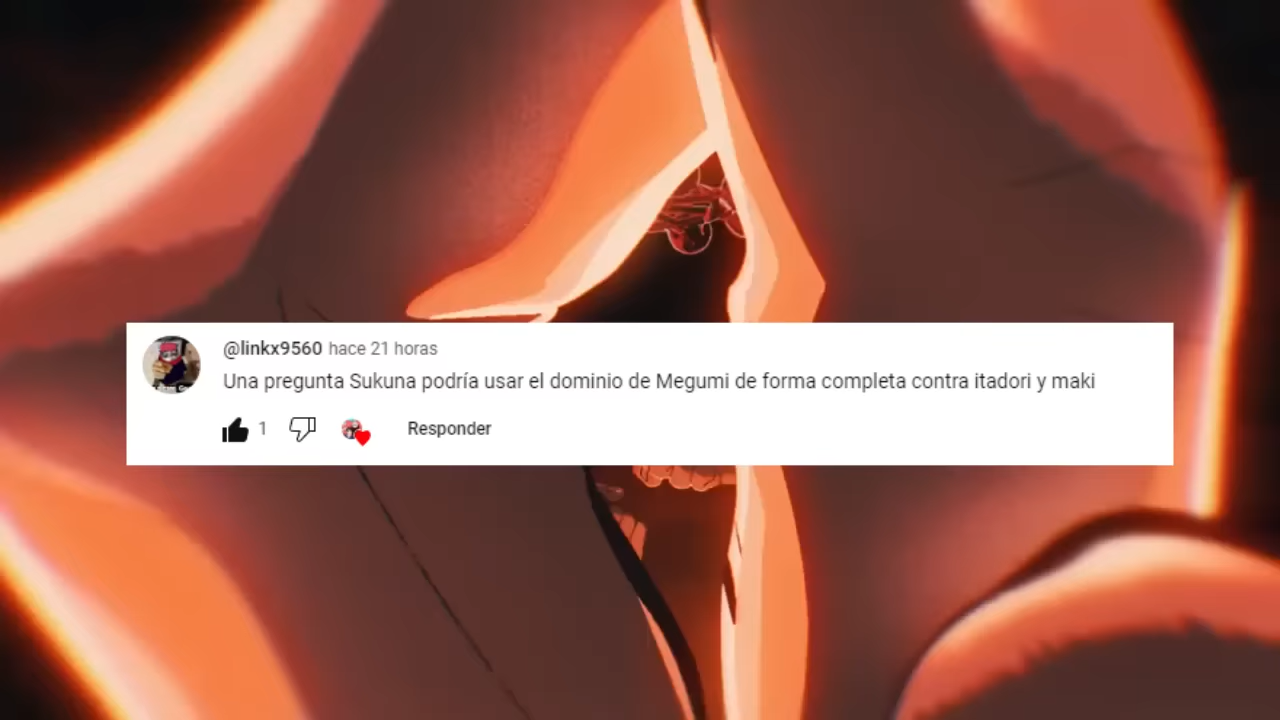 @linkx9560 hace 21 horas
Una pregunta Sukuna podría usar el dominio de Megumi de forma completa contra itadori y maki
1 Responder